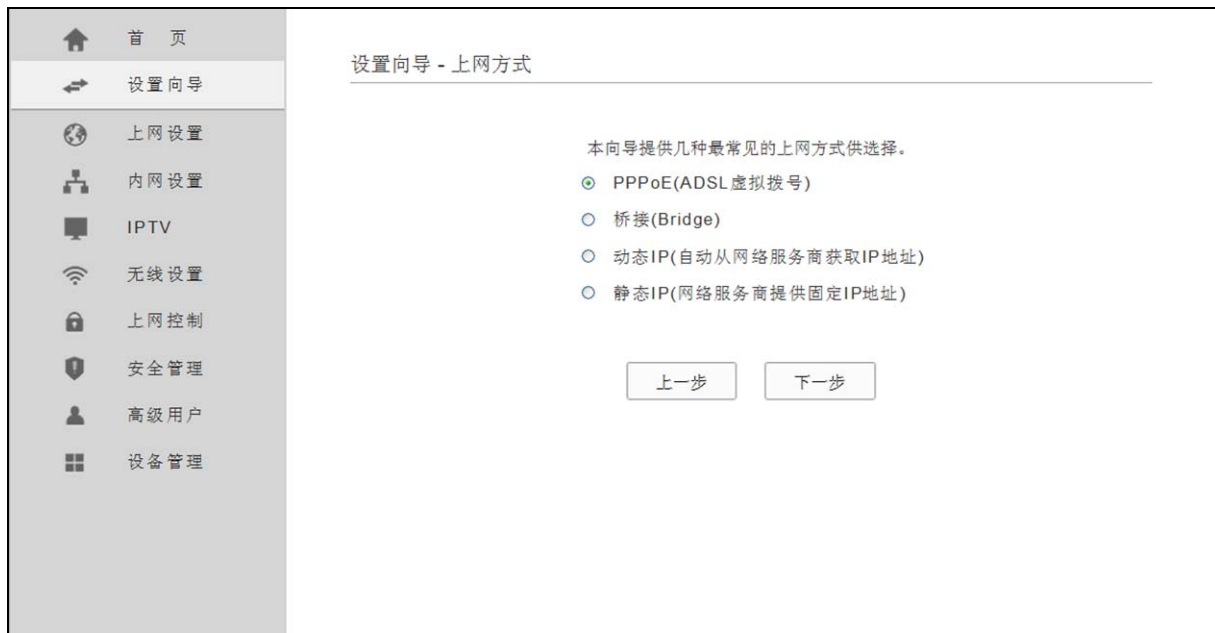 首 页
设置向导
上网设置
内网设置
IPTV
无线设置
上网控制
安全管理
高级用户
设备管理
设置向导 - 上网方式
本向导提供几种最常见的上网方式供选择。
PPPoE(ADSL虚拟拨号)
桥接(Bridge)
动态IP(自动从网络服务商获取IP地址)
静态IP(网络服务商提供固定IP地址)
上一步 下一步